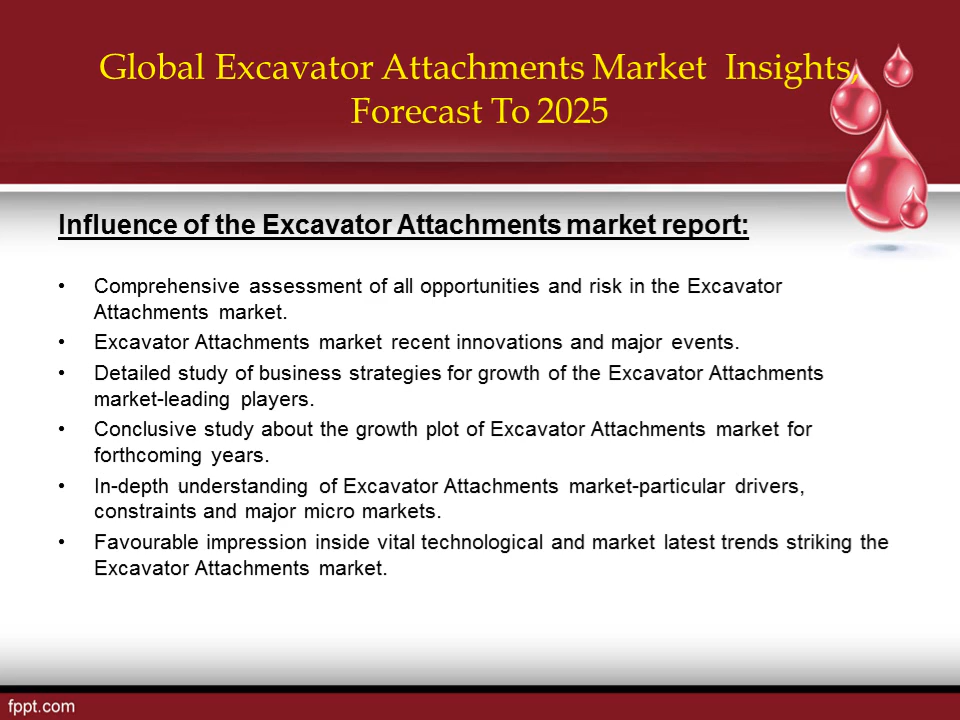 Global Excavator Attachments Market Insights,
Forecast To 2025
Influence of the Excavator Attachments market report:
• Comprehensive assessment of all opportunities and risk in the Excavator
Attachments market.
• Excavator Attachments market recent innovations and major events.
• Detailed study of business strategies for growth of the Excavator Attachments
market-leading players.
• Conclusive study about the growth plot of Excavator Attachments market for
forthcoming years.
• In-depth understanding of Excavator Attachments market-particular drivers,
constraints and major micro markets.
• Favourable impression inside vital technological and market latest trends striking the
Excavator Attachments market.
fppt.com